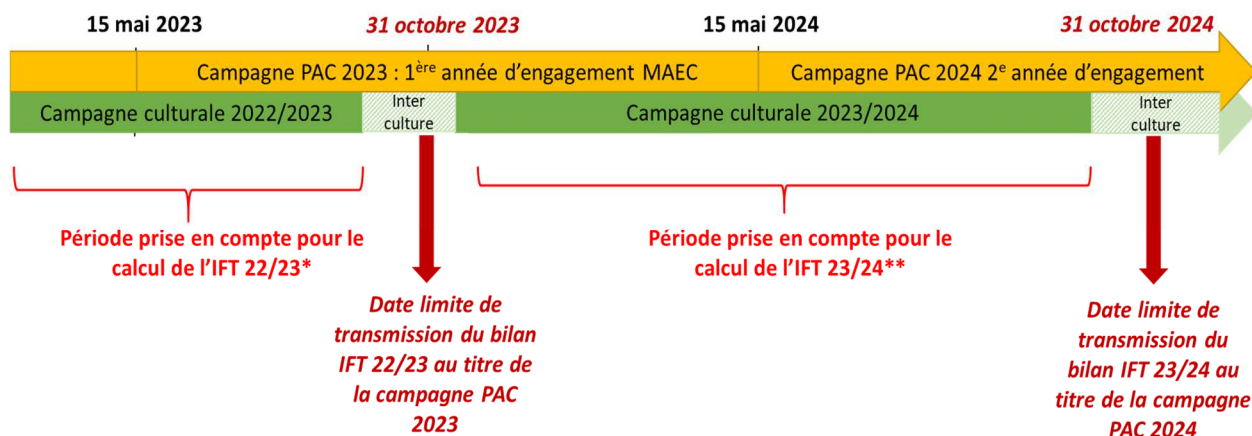 15 mai 2023
31 octobre 2023
15 mai 2024
31 octobre 2024
Campagne PAC 2023 : 1ère année d’engagement MAEC
Campagne PAC 2024 2e année d’engagement
Campagne culturale 2022/2023
Inter
culture
Campagne culturale 2023/2024
Inter
culture
Période prise en compte pour le
calcul de l’IFT 22/23*
Période prise en compte pour le
calcul de l’IFT 23/24**
Date limite de
transmission du bilan
IFT 22/23 au titre de
la campagne PAC
2023
Date limite de
transmission du
bilan IFT 23/24 au
titre de la campagne
PAC 2024